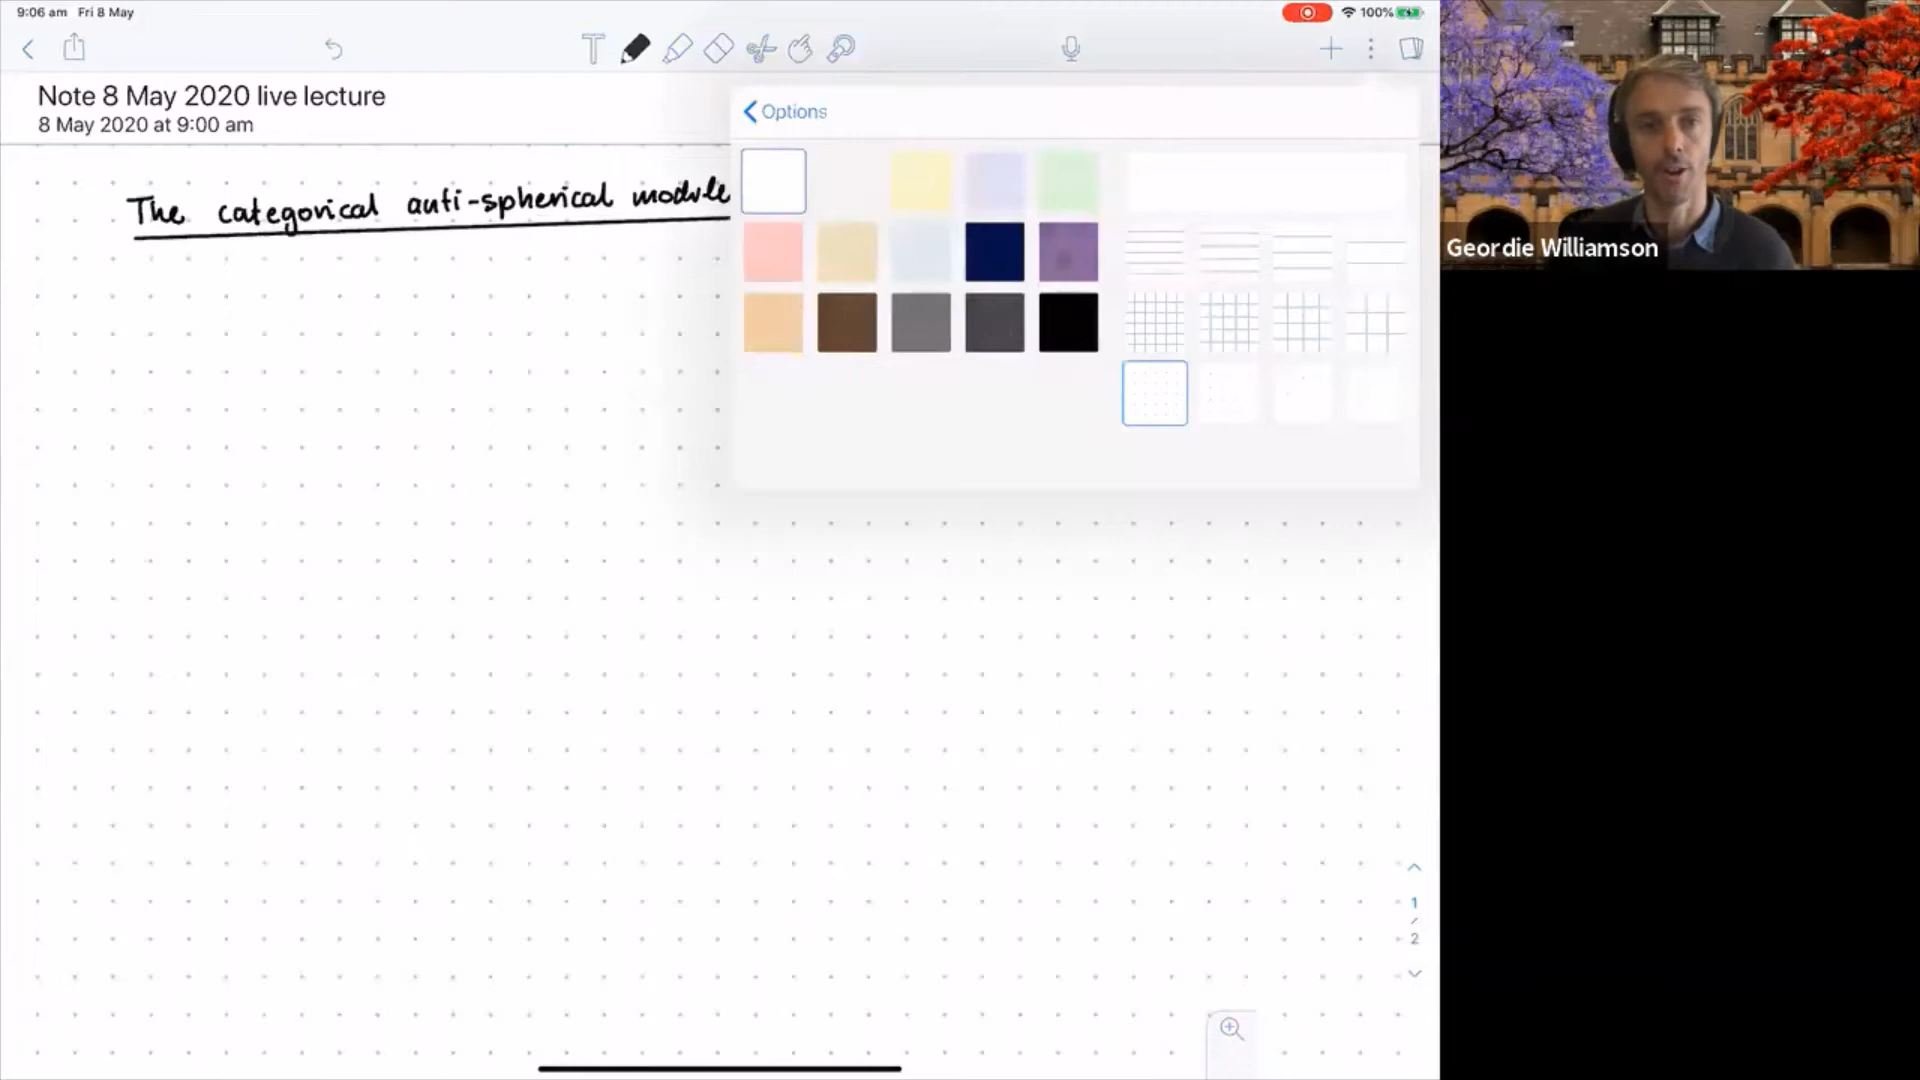 9:06 am Fri 8 May
100%
Note 8 May 2020 live lecture
8 May 2020 at 9:00 am
Options
The categorical anti-spherical module
Geordie Williamson
1
/
2